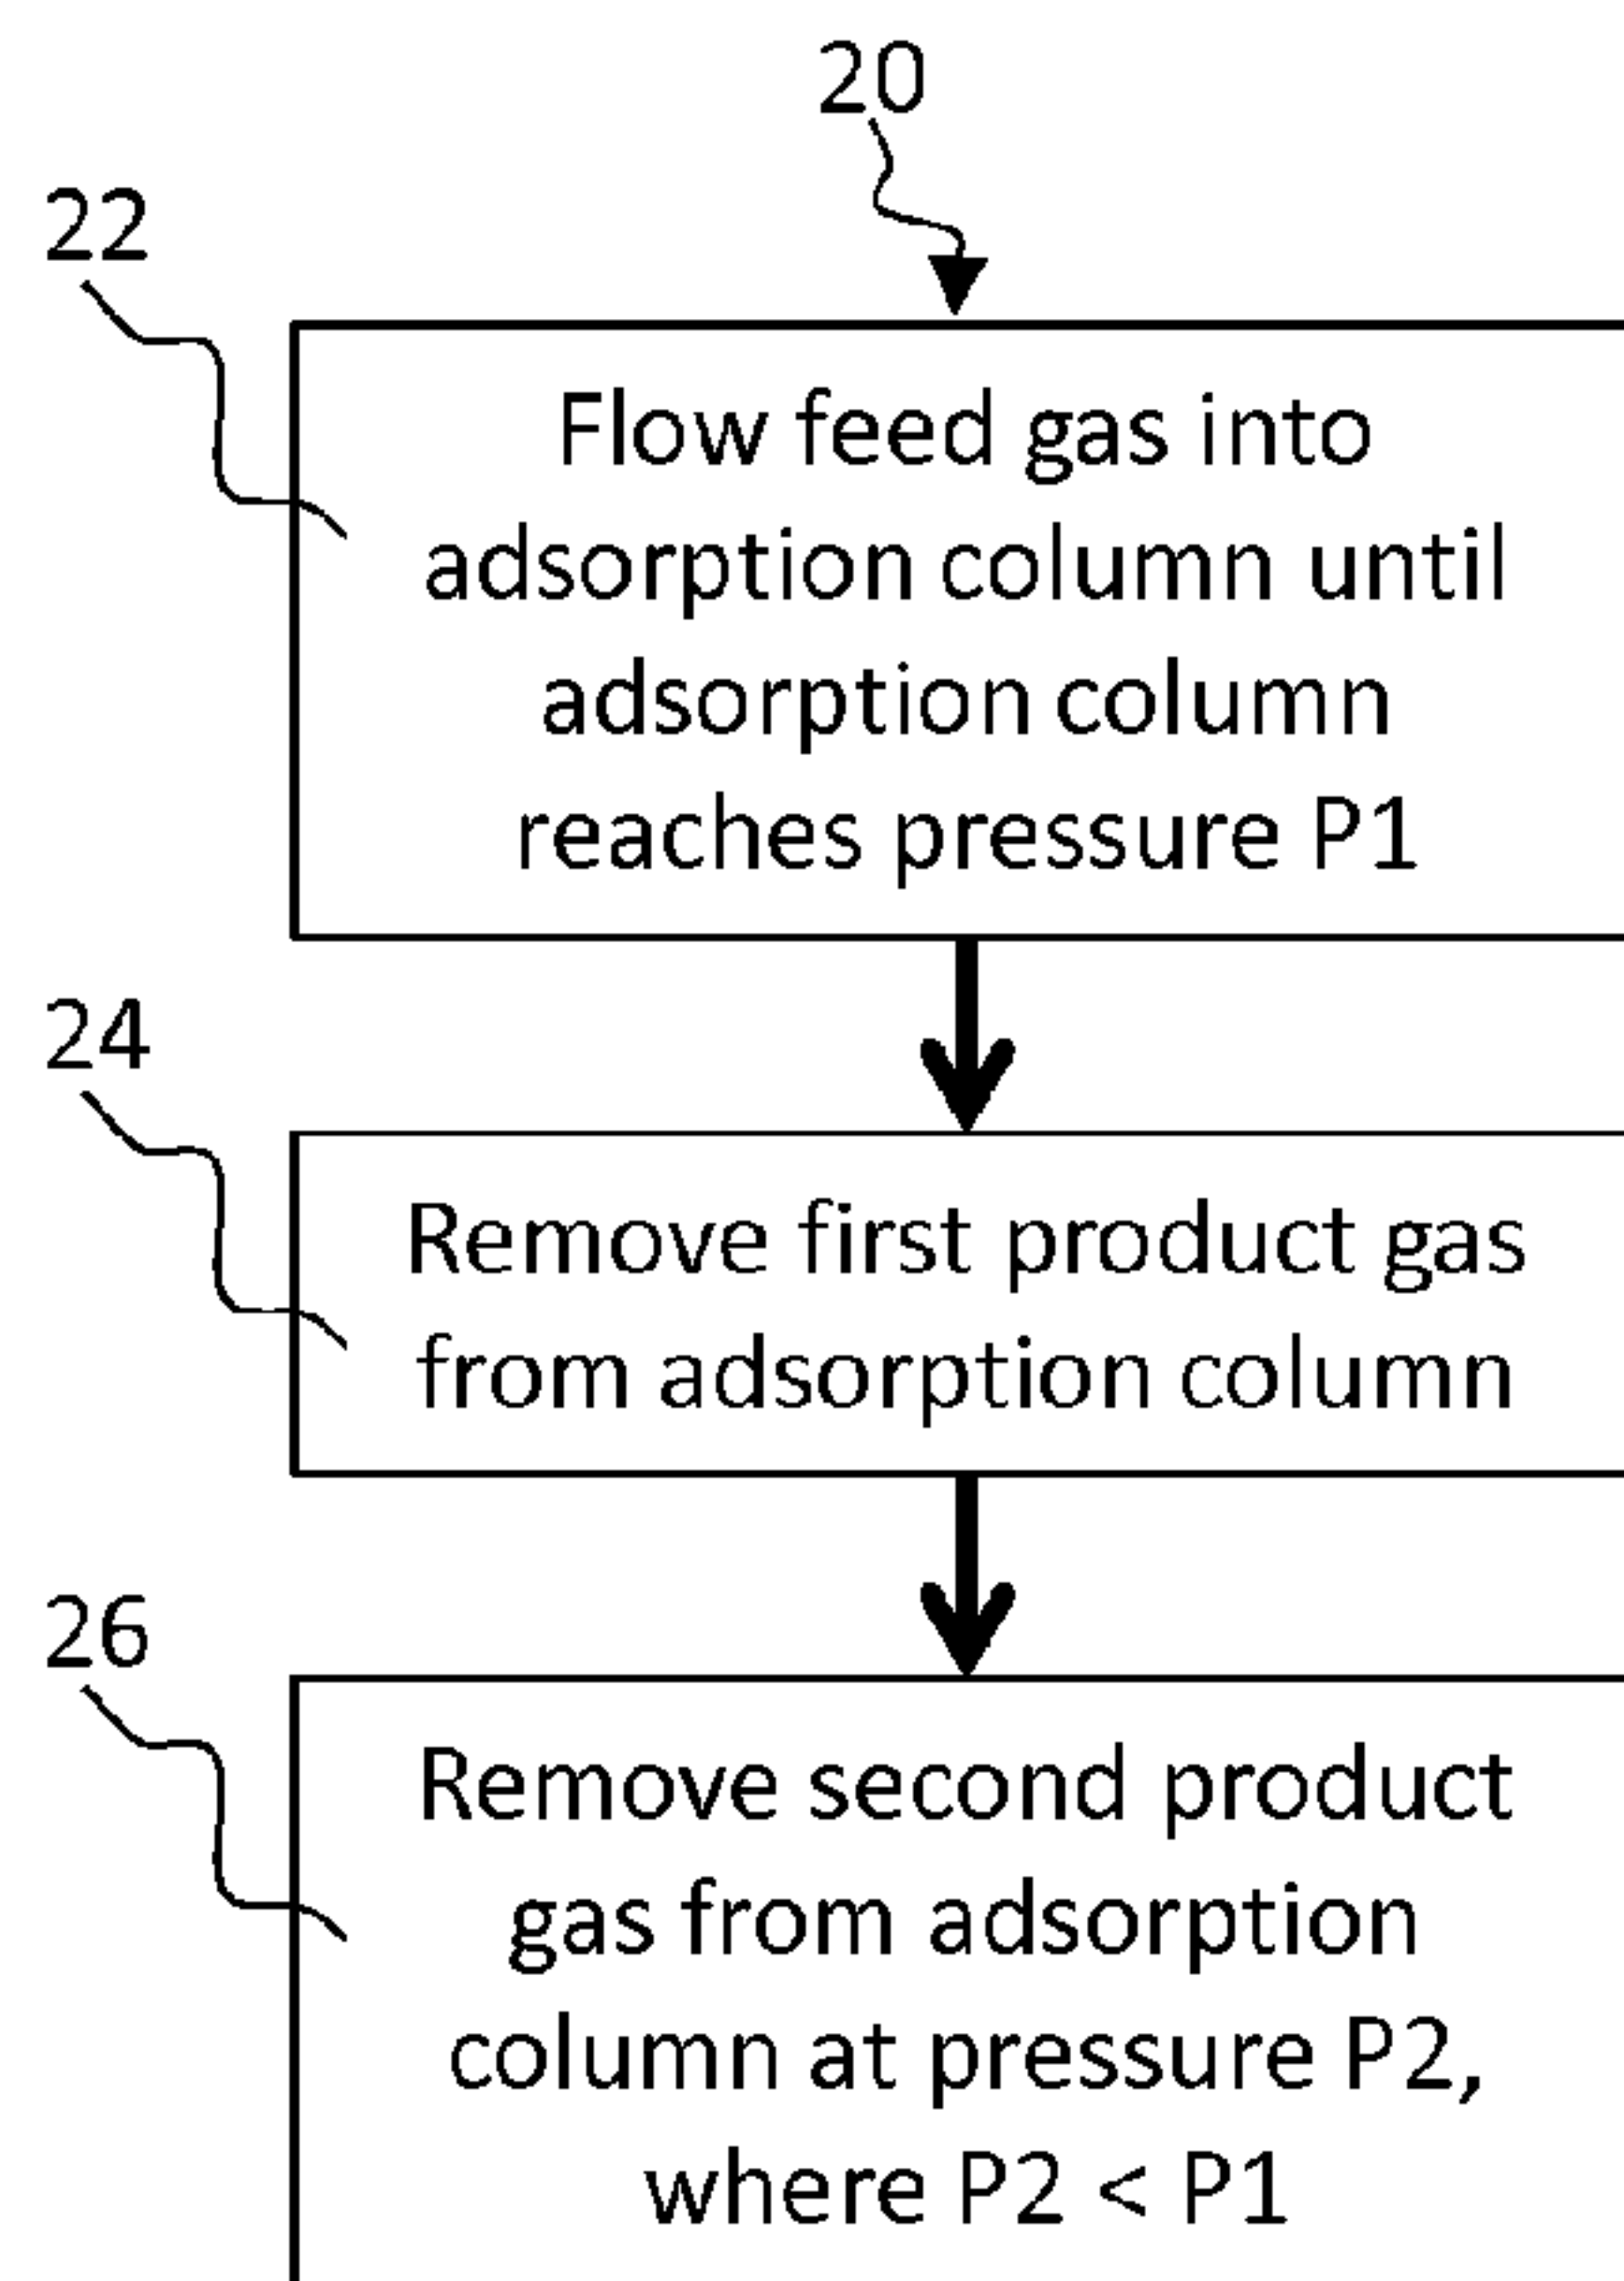 20
22
Flow feed gas into
adsorption column until
adsorption column
reaches pressure P1
24
Remove first product gas
from adsorption column
26
Remove second product
gas from adsorption
column at pressure P2,
where P2 < P1